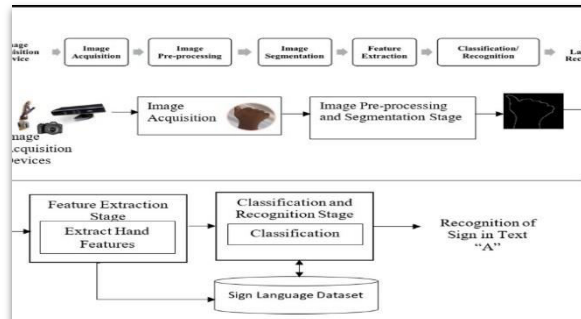 Image
Acquisition
Image
Pre-processing
Image
Segmentation
Feature
Extraction
Classification/
Recognition
Image
Acquisition
Image Pre-processing
and Segmentation Stage
Acquisition
Devices
Feature Extraction
Stage
Extract Hand
Features
Classification and
Recognition Stage
Classification
Recognition of
Sign in Text
“A”
Sign Language Dataset